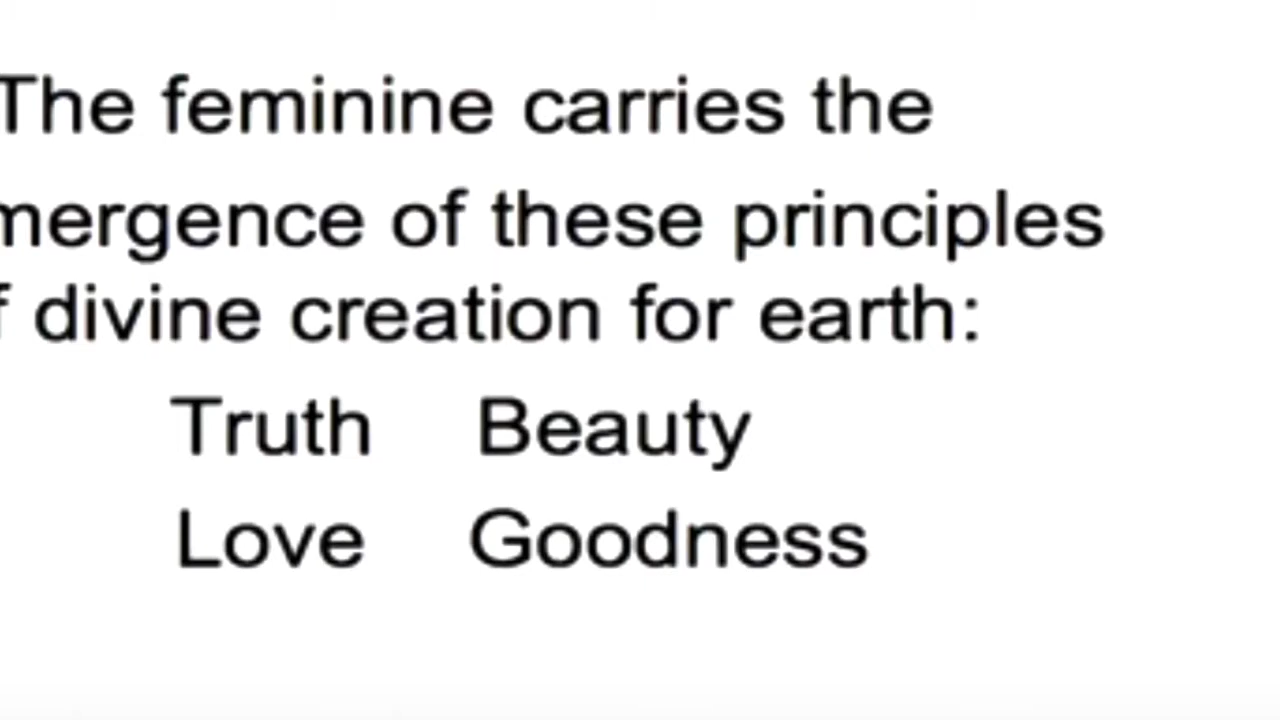 The feminine carries the
mergence of these principles
f divine creation for earth:
Truth Beauty
Love Goodness